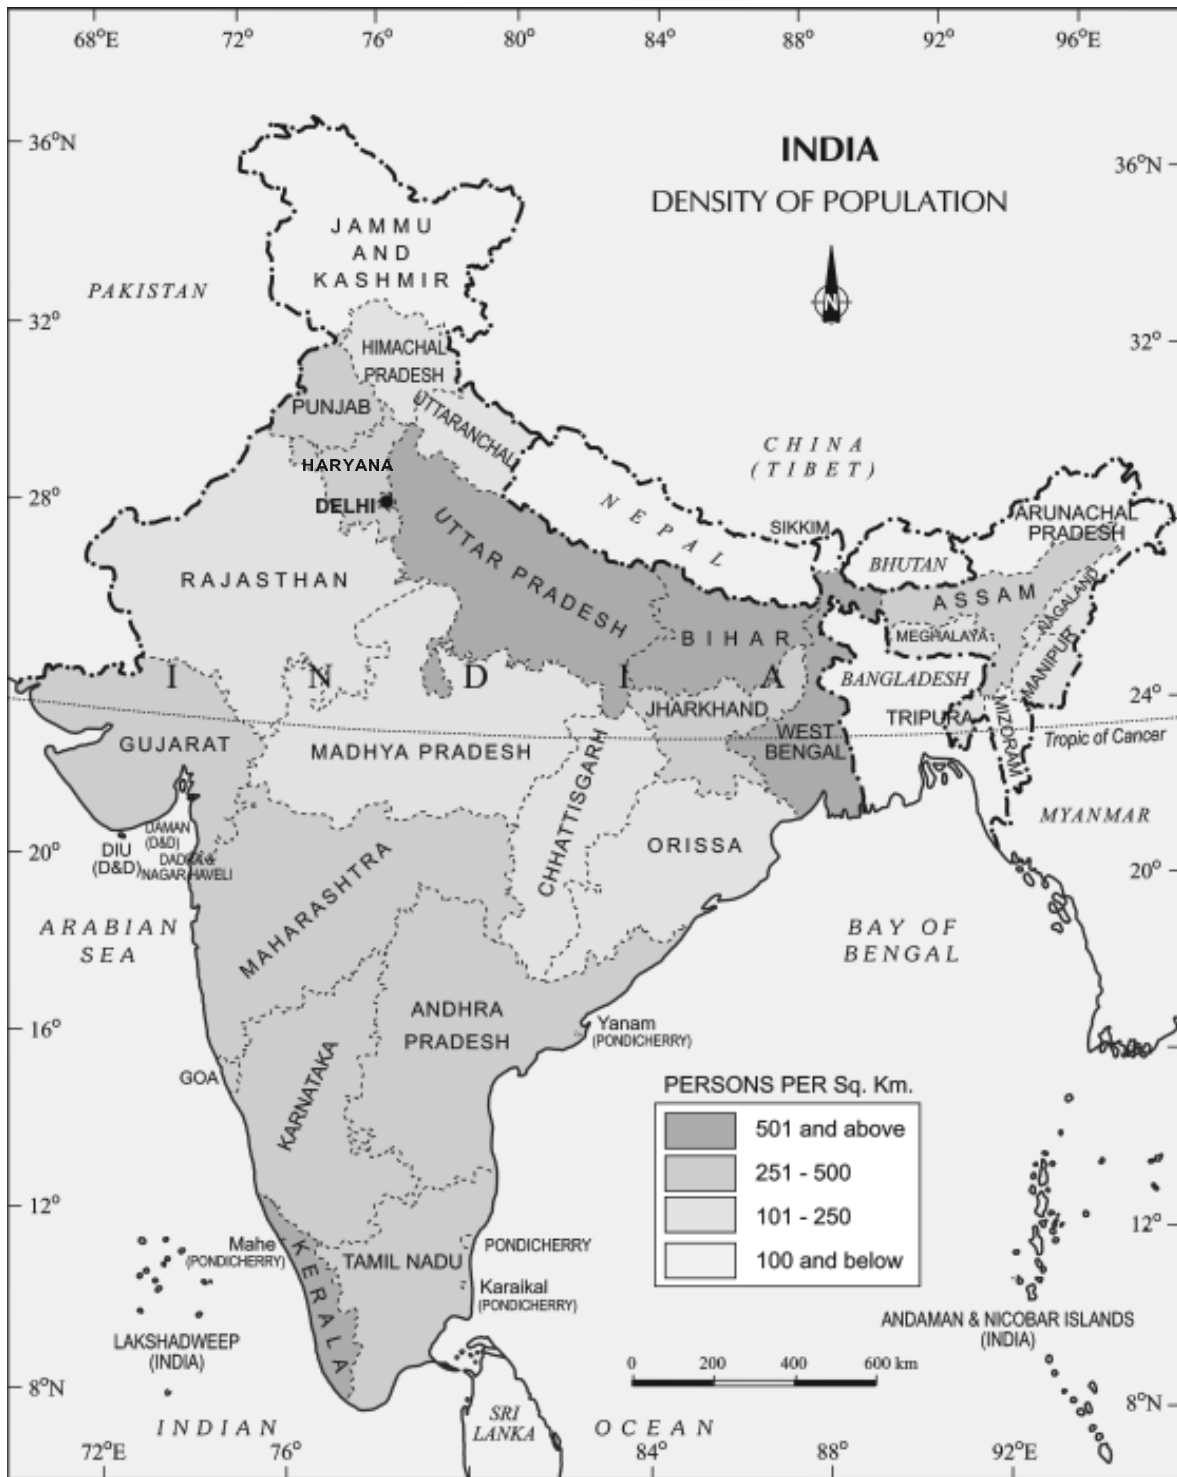 68°E 72° 76° 80° 84° 88° 92° 96°E
INDIA
DENSITY OF POPULATION
36°N
36°N
JAMMU
AND
KASHMIR
PAKISTAN
N
32°
32°
HIMACHAL
PRADESH
PUNJAB
UTTARANCHAL
CHINA
(TIBET)
HARYANA
28°
28°
DELHI
NEPAL
SIKKIM
ARUNACHAL
PRADESH
BHUTAN
UTTAR PRADESH
RAJASTHAN
ASSAM
NAGALAND
BIHAR
MEGHALAYA
MANIPUR
I N D I A
BANGLADESH
24°
24°
JHARKHAND
TRIPURA
MIZORAM
GUJARAT
MADHYA PRADESH
WEST
BENGAL
Tropic of Cancer
CHHATTISGARH
MYANMAR
DAMAN
(D&D)
DIU
(D&D)
DADRA &
NAGAR HAVELI
ORISSA
20°
20°
MAHARASHTRA
ARABIAN
SEA
BAY OF
BENGAL
ANDHRA
PRADESH
16°
Yanam
(PONDICHERRY)
GOA
KARNATAKA
PERSONS PER Sq. Km.
501 and above
251 - 500
101 - 250
100 and below
12°
12°
Mahe
(PONDICHERRY)
KERALA
TAMIL NADU
PONDICHERRY
Karaikal
(PONDICHERRY)
LAKSHADWEEP
(INDIA)
ANDAMAN & NICOBAR ISLANDS
(INDIA)
0 200 400 600 km
8°N
8°N
SRI
LANKA
INDIAN OCEAN
72°E 76° 84° 88° 92°E